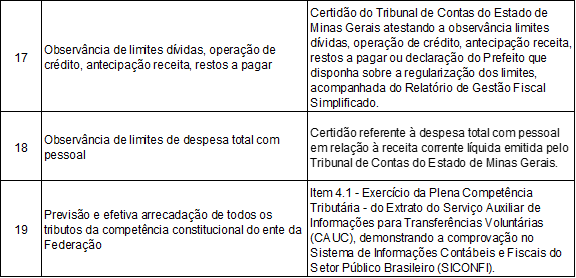 17
Observância de limites dívidas, operação de
crédito, antecipação receita, restos a pagar
Certidão do Tribunal de Contas do Estado de
Minas Gerais atestando a observância limites
dívidas, operação de crédito, antecipação receita,
restos a pagar ou declaração do Prefeito que
disponha sobre a regularização dos limites,
acompanhada do Relatório de Gestão Fiscal
Simplificado.
18
Observância de limites de despesa total com
pessoal
Certidão referente à despesa total com pessoal
em relação à receita corrente líquida emitida pelo
Tribunal de Contas do Estado de Minas Gerais.
19
Previsão e efetiva arrecadação de todos os
tributos da competência constitucional do ente da
Federação
Item 4.1 - Exercício da Plena Competência
Tributária - do Extrato do Serviço Auxiliar de
Informações para Transferências Voluntárias
(CAUC), demonstrando a comprovação no
Sistema de Informações Contábeis e Fiscais do
Setor Público Brasileiro (SICONFI).